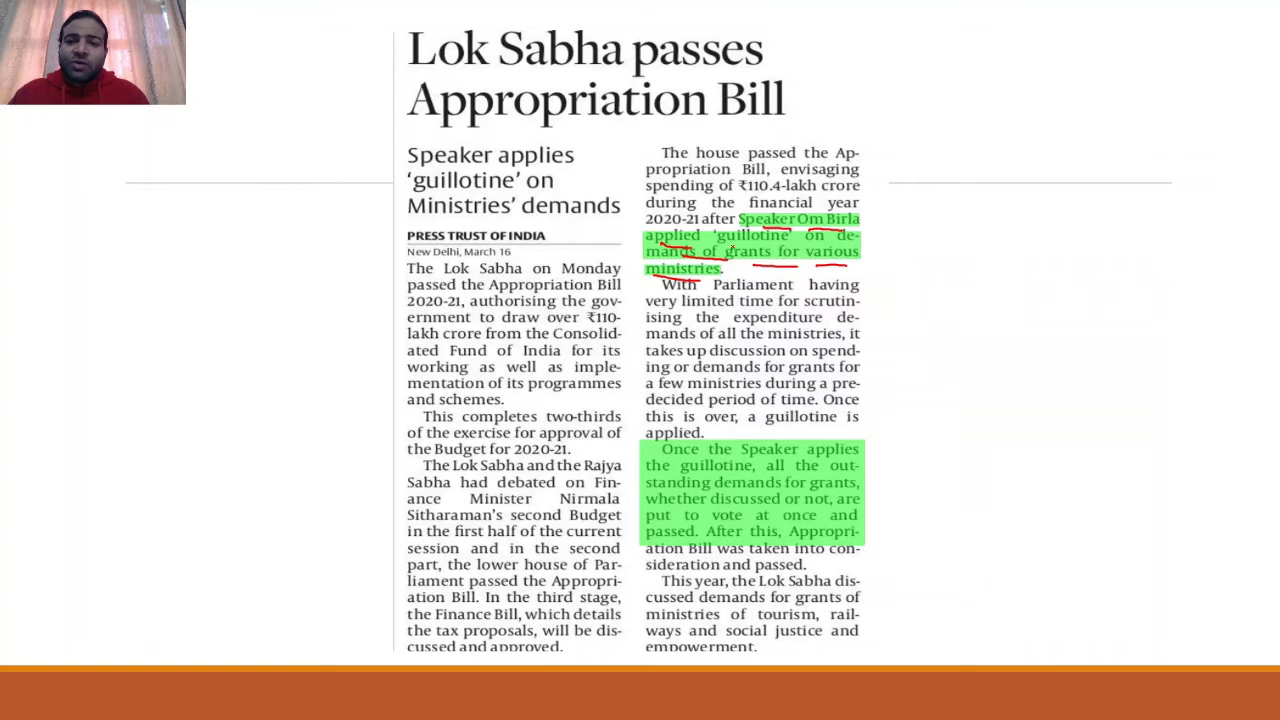 Lok Sabha passes
Appropriation Bill
Speaker applies
‘guillotine’ on
Ministries’ demands
PRESS TRUST OF INDIA
New Delhi, March 16
The Lok Sabha on Monday
passed the Appropriation Bill
2020-21, authorising the gov-
ernment to draw over ₹110-
lakh crore from the Consolid-
ated Fund of India for its
working as well as imple-
mentation of its programmes
and schemes.
This completes two-thirds
of the exercise for approval of
the Budget for 2020-21.
The Lok Sabha and the Rajya
Sabha had debated on Fin-
ance Minister Nirmala
Sitharaman’s second Budget
in the first half of the current
session and in the second
part, the lower house of Par-
liament passed the Appropri-
ation Bill. In the third stage,
the Finance Bill, which details
the tax proposals, will be dis-
cussed and approved.
The house passed the Ap-
propriation Bill, envisaging
spending of ₹110.4-lakh crore
during the financial year
2020-21 after Speaker Om Birla
applied ‘guillotine’ on de-
mands of grants for various
ministries.
With Parliament having
very limited time for scrutin-
ising the expenditure de-
mands of all the ministries, it
takes up discussion on spend-
ing or demands for grants for
a few ministries during a pre-
decided period of time. Once
this is over, a guillotine is
applied.
Once the Speaker applies
the guillotine, all the out-
standing demands for grants,
whether discussed or not, are
put to vote at once and
passed. After this, Appropri-
ation Bill was taken into con-
sideration and passed.
This year, the Lok Sabha dis-
cussed demands for grants of
ministries of tourism, rail-
ways and social justice and
empowerment.